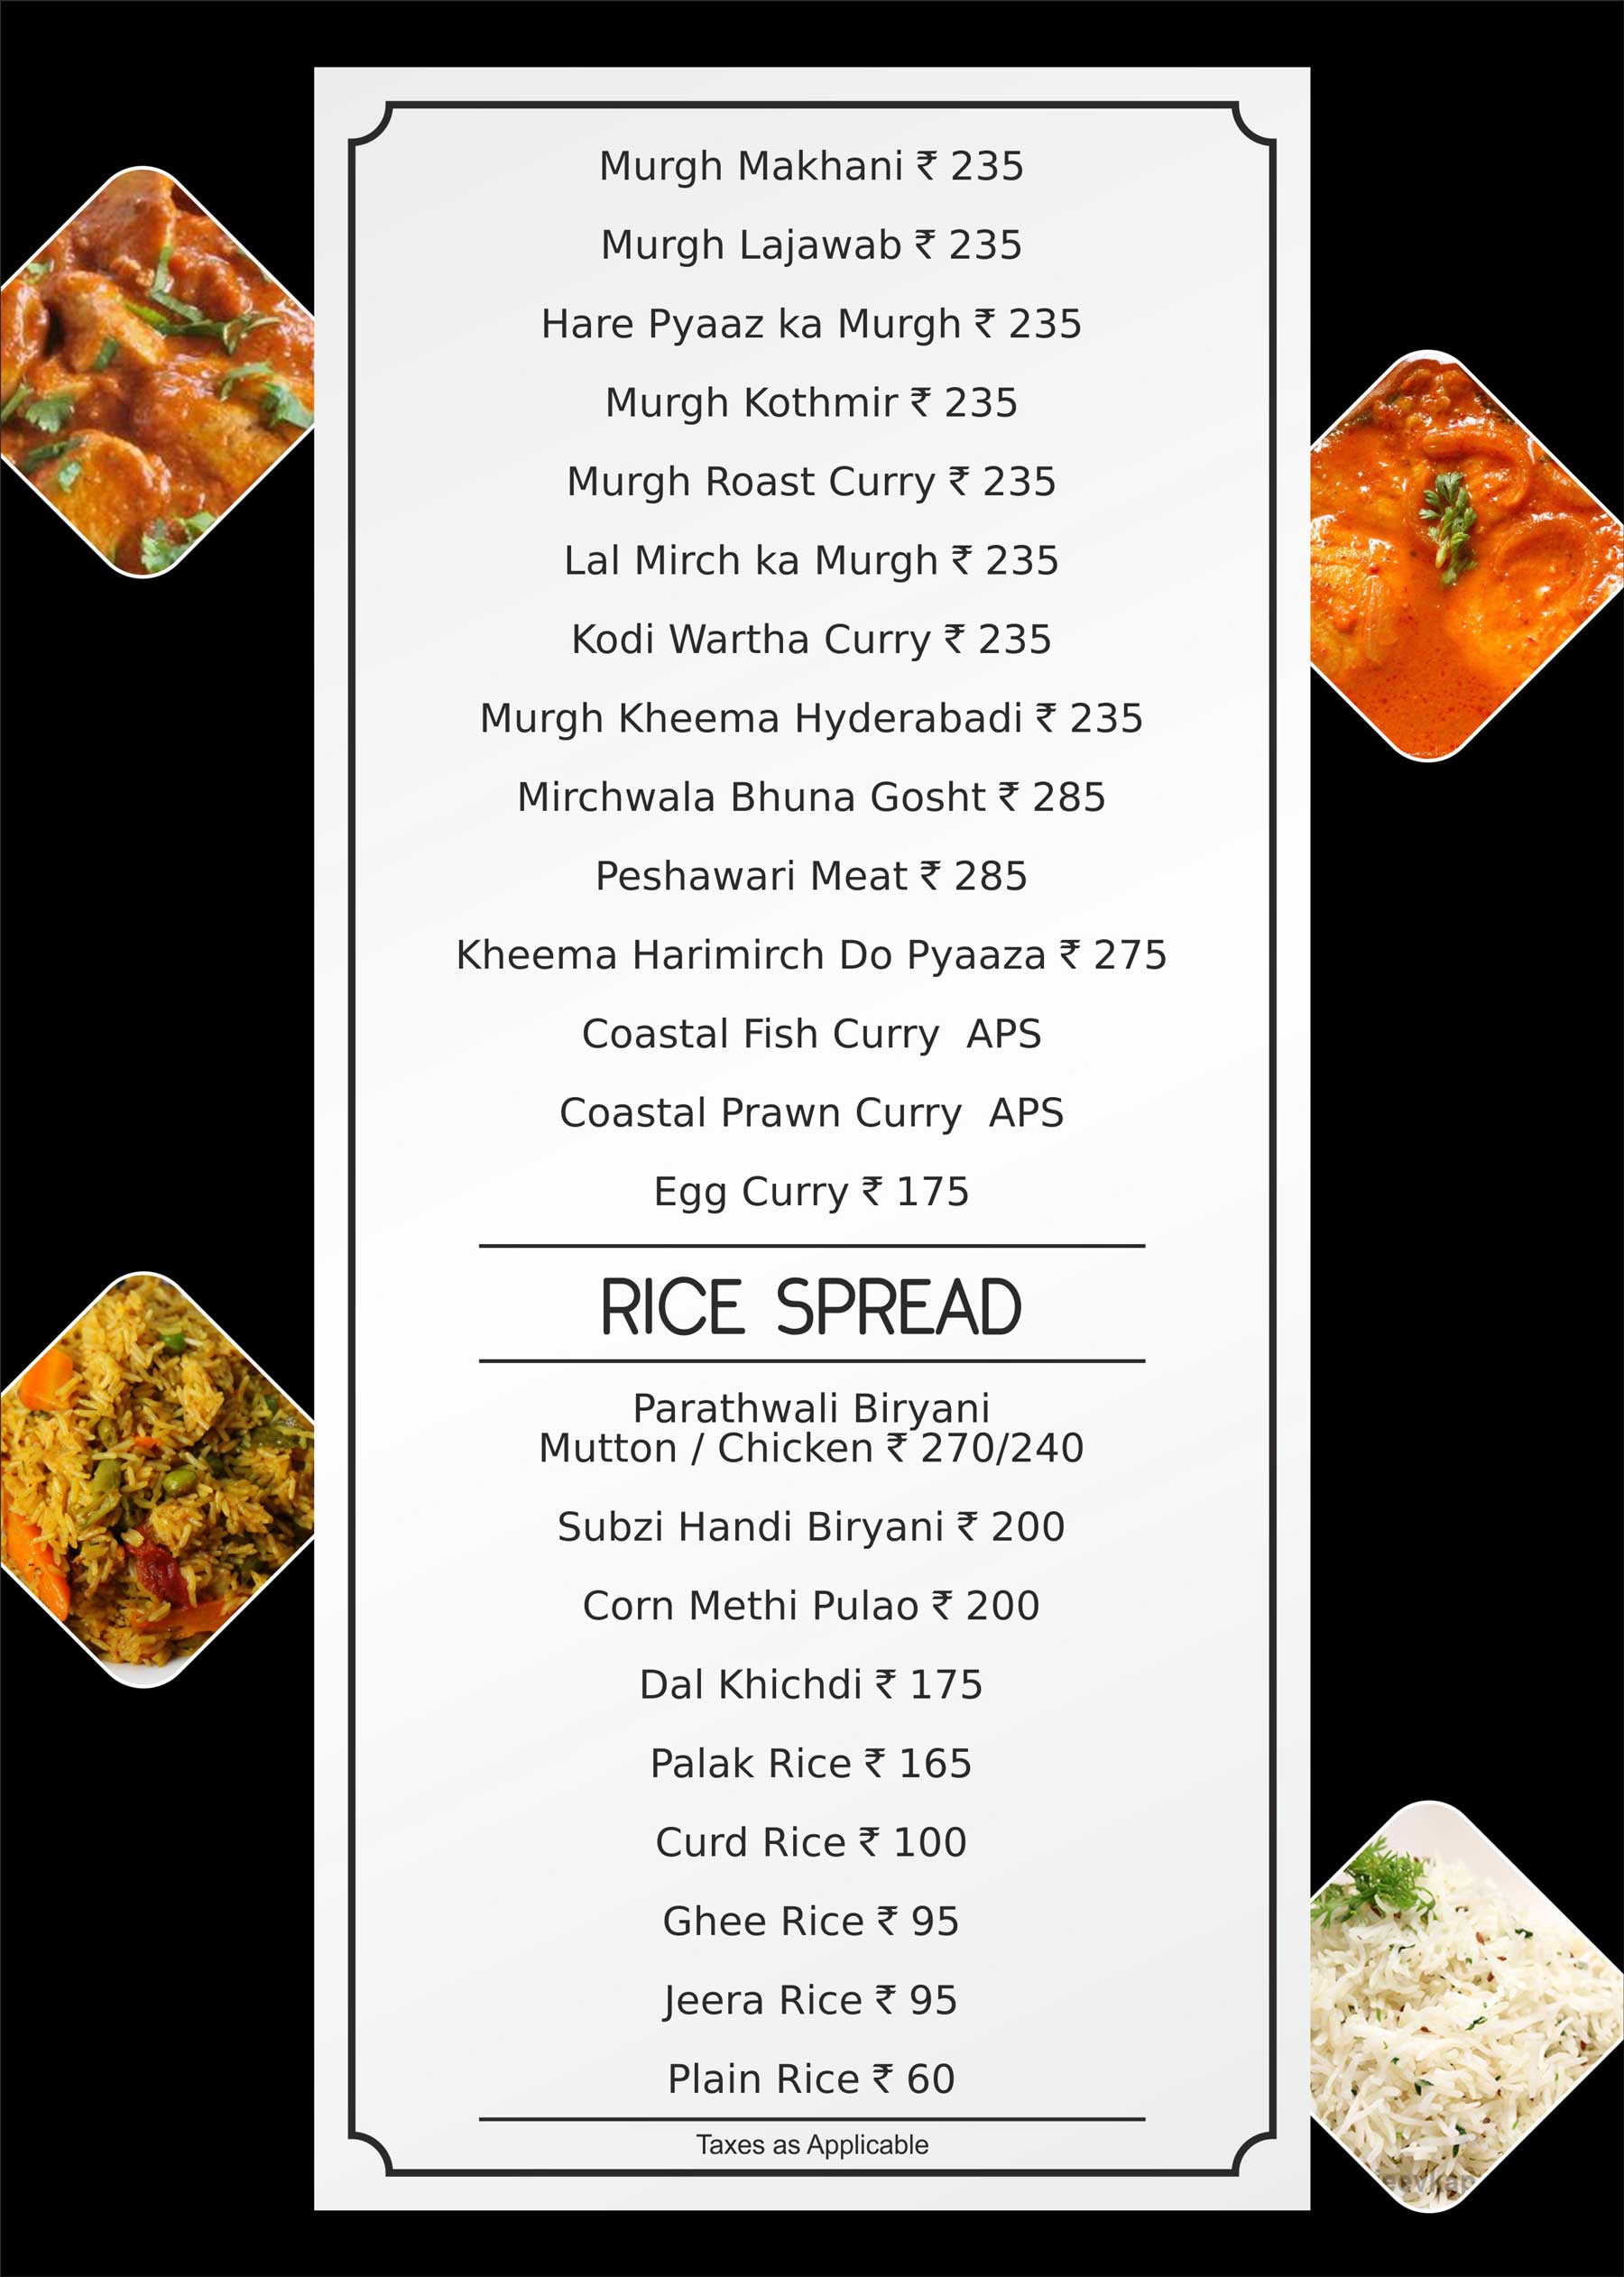 Murgh Makhani ₹ 235
Murgh Lajawab ₹ 235
Hare Pyaaz ka Murgh ₹ 235
Murgh Kothmir ₹ 235
Murgh Roast Curry ₹ 235
Lal Mirch ka Murgh ₹ 235
Kodi Wartha Curry ₹ 235
Murgh Kheema Hyderabadi ₹ 235
Mirchwala Bhuna Gosht ₹ 285
Peshawari Meat ₹ 285
Kheema Harimirch Do Pyaaza ₹ 275
Coastal Fish Curry APS
Coastal Prawn Curry APS
Egg Curry ₹ 175
RICE SPREAD
Parathwali Biryani
Mutton / Chicken ₹ 270/240
Subzi Handi Biryani ₹ 200
Corn Methi Pulao ₹ 200
Dal Khichdi ₹ 175
Palak Rice ₹ 165
Curd Rice ₹ 100
Ghee Rice ₹ 95
Jeera Rice ₹ 95
Plain Rice ₹ 60
Taxes as Applicable